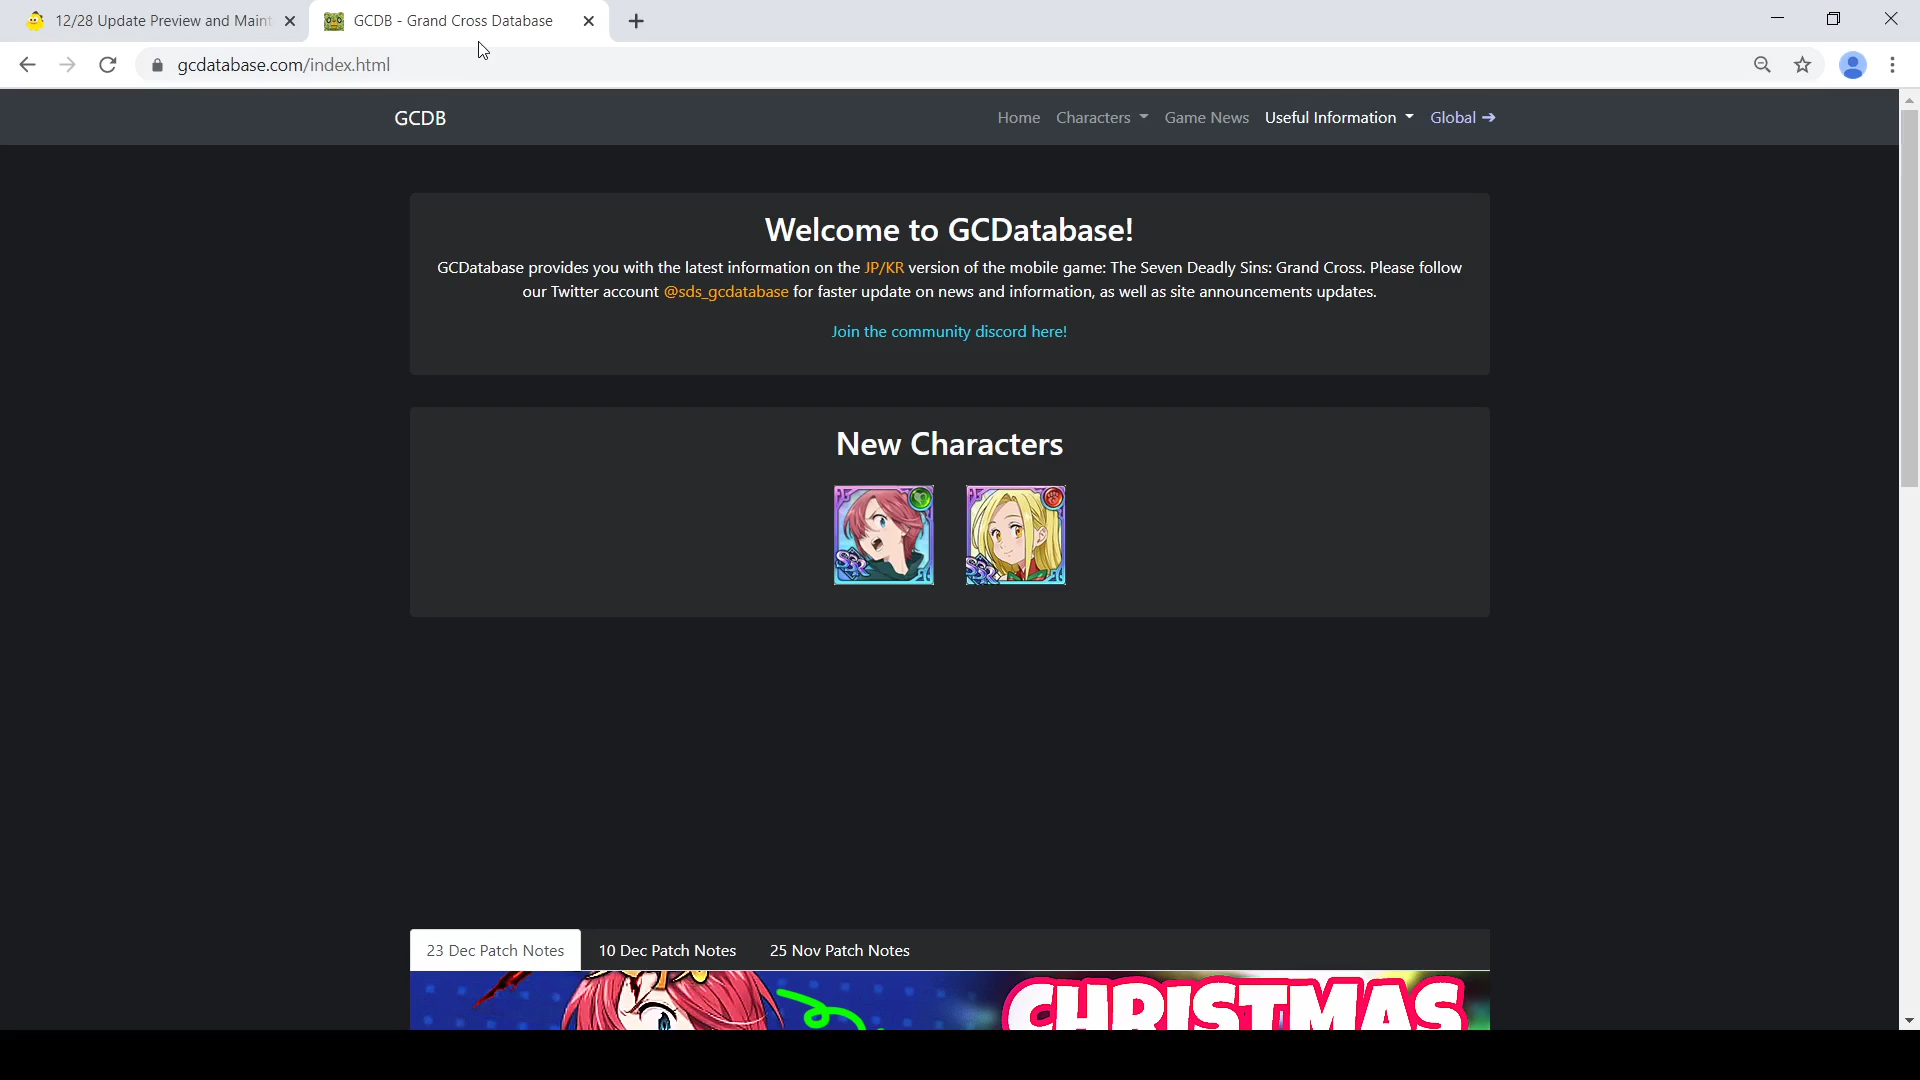 12/28 Update Preview and Maint
GCDB - Grand Cross Database
gcdatabase.com/index.html
GCDB
Home
Characters
Game News
Useful Information
Global →
Welcome to GCDatabase!
GCDatabase provides you with the latest information on the JP/KR version of the mobile game: The Seven Deadly Sins: Grand Cross. Please follow
our Twitter account @sds_gcdatabase for faster update on news and information, as well as site announcements updates.
Join the community discord here!
New Characters
SSR
SSR
23 Dec Patch Notes
10 Dec Patch Notes
25 Nov Patch Notes
CHRISTMAS